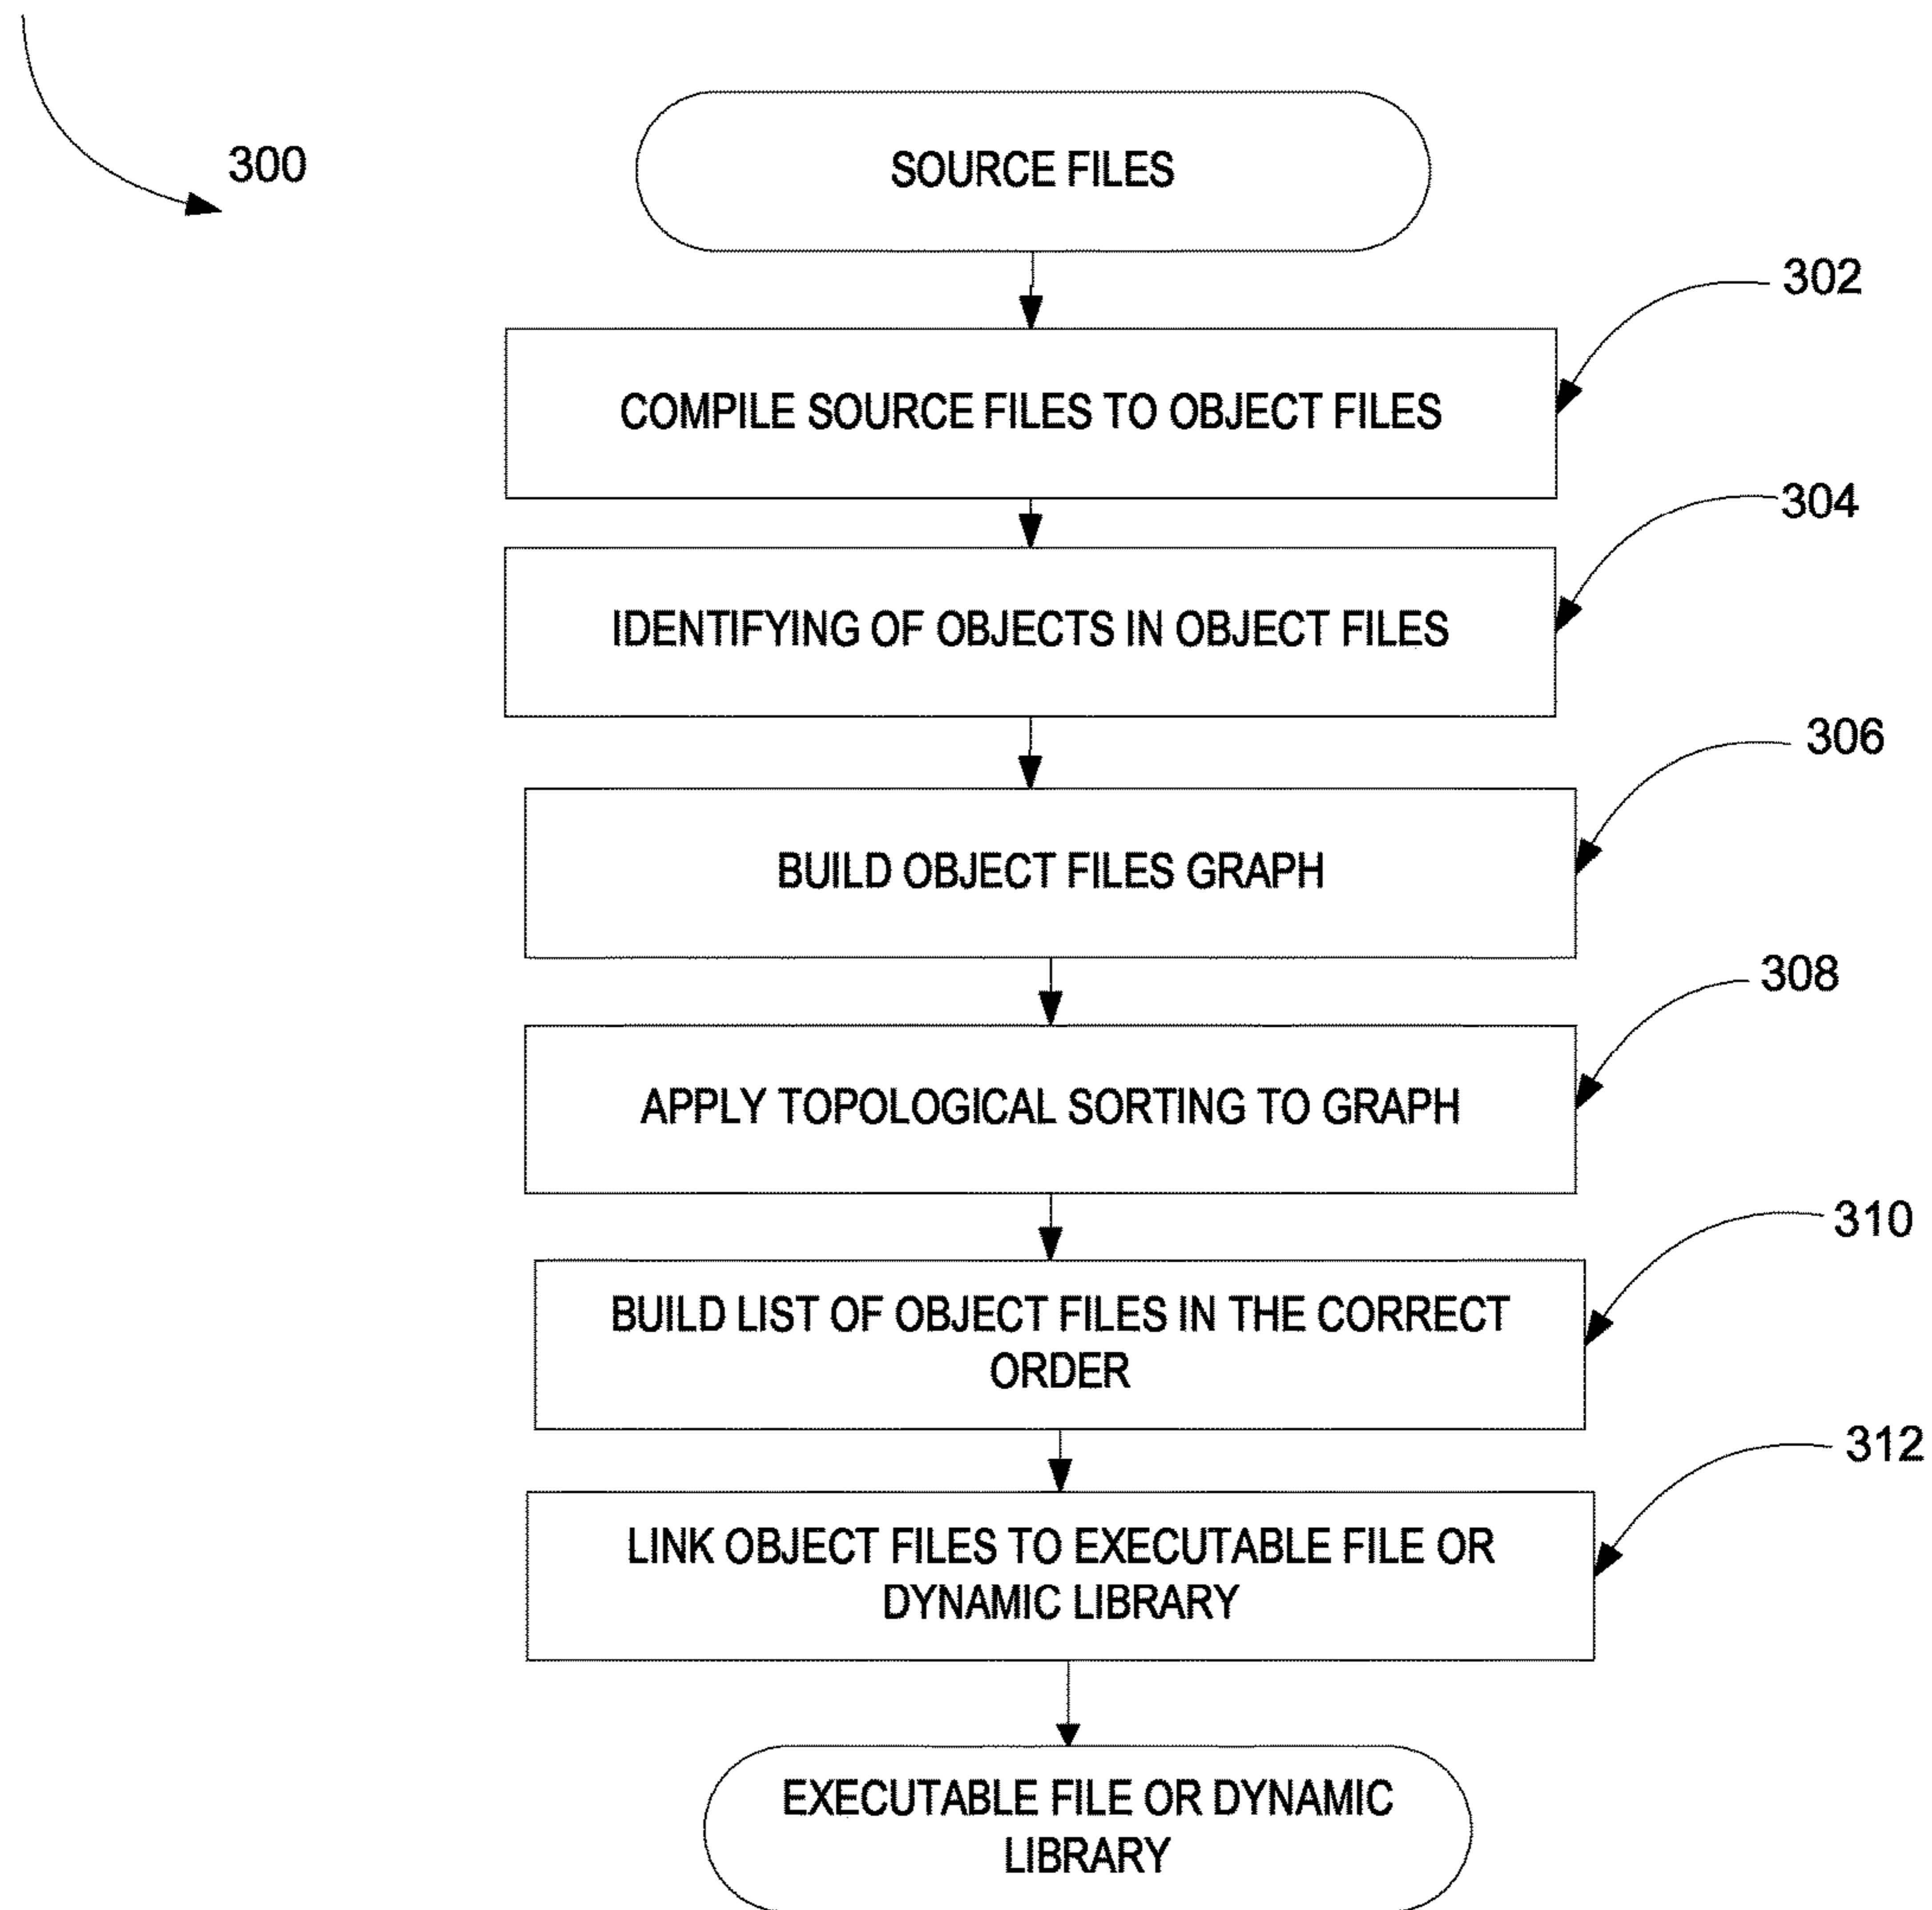 300
SOURCE FILES
302
COMPILE SOURCE FILES TO OBJECT FILES
304
IDENTIFYING OF OBJECTS IN OBJECT FILES
306
BUILD OBJECT FILES GRAPH
308
APPLY TOPOLOGICAL SORTING TO GRAPH
310
BUILD LIST OF OBJECT FILES IN THE CORRECT
ORDER
312
LINK OBJECT FILES TO EXECUTABLE FILE OR
DYNAMIC LIBRARY
EXECUTABLE FILE OR DYNAMIC
LIBRARY